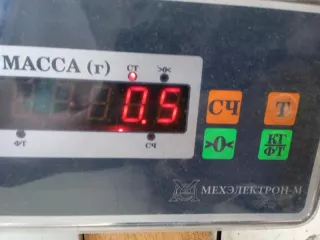 МАССА (г)
СТ
0.5
ФТ
СЧ
СЧ
Т
>0<
КГ
ФТ
МЕХЭЛЕКТРОН-М